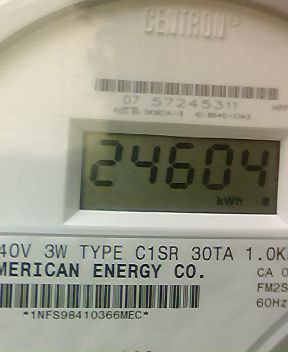 CENTRON
07 57245311
24604
kWh
40V 3W TYPE C1SR 30TA 1.0K
MERICAN ENERGY CO.
CA 0
FM2S
60Hz
*1NFS98410366MEC*